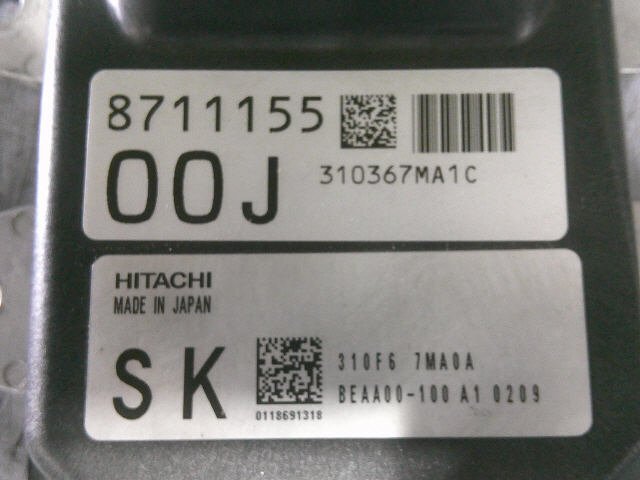 8711155
00J
310367MA1C
HITACHI
MADE IN JAPAN
SK
310F6 7MA0A
BEAA00-100 A1 0209
0118691318